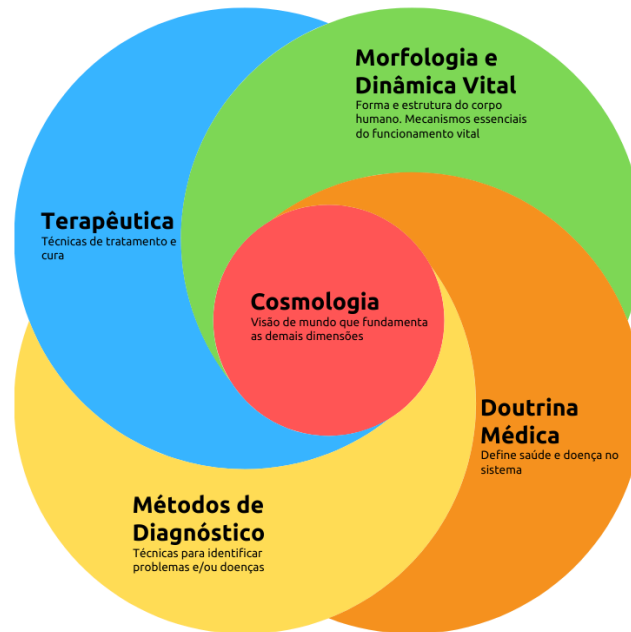 Morfologia e
Dinâmica Vital
Forma e estrutura do corpo
humano. Mecanismos essenciais
do funcionamento vital
Terapêutica
Técnicas de tratamento e
cura
Cosmologia
Visão de mundo que fundamenta
as demais dimensões
Doutrina
Médica
Define saúde e doença no
sistema
Métodos de
Diagnóstico
Técnicas para identificar
problemas e/ou doenças